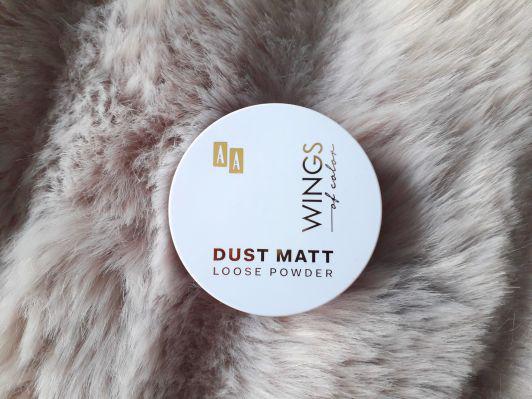 AA
WINGS
of color
DUST MATT
LOOSE POWDER